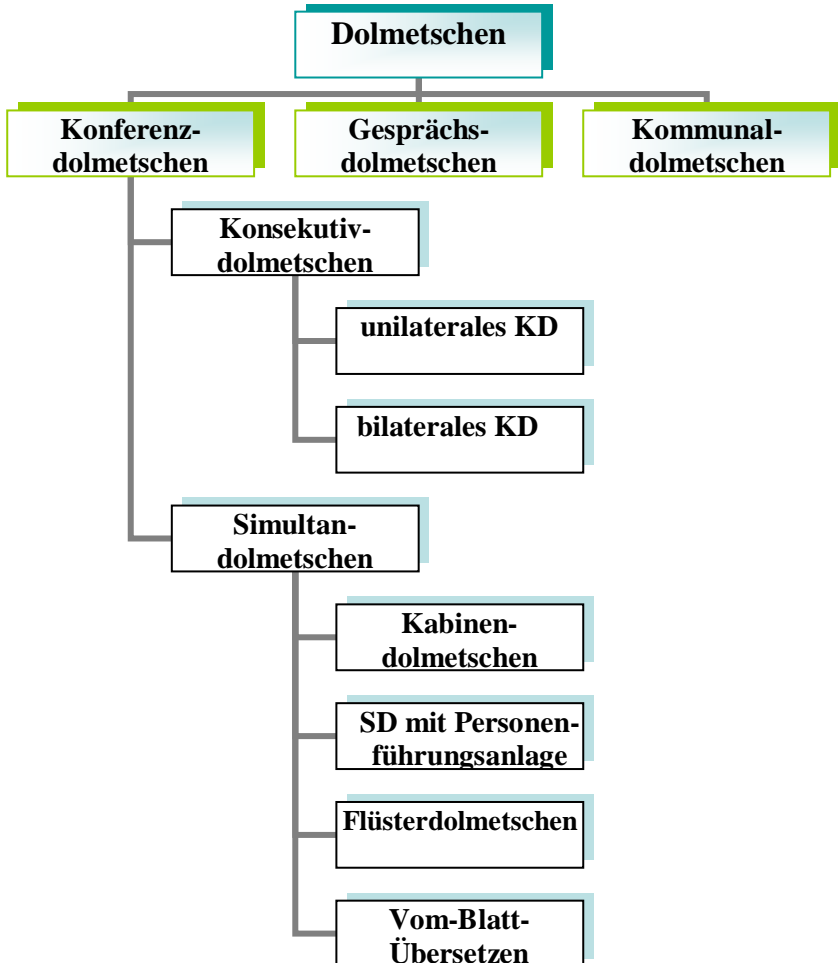 Dolmetschen
Konferenz-
dolmetschen
Gesprächs-
dolmetschen
Kommunal-
dolmetschen
Konsekutiv-
dolmetschen
unilaterales KD
bilaterales KD
Simultan-
dolmetschen
Kabinen-
dolmetschen
SD mit Personen-
führungsanlage
Flüsterdolmetschen
Vom-Blatt-
Übersetzen